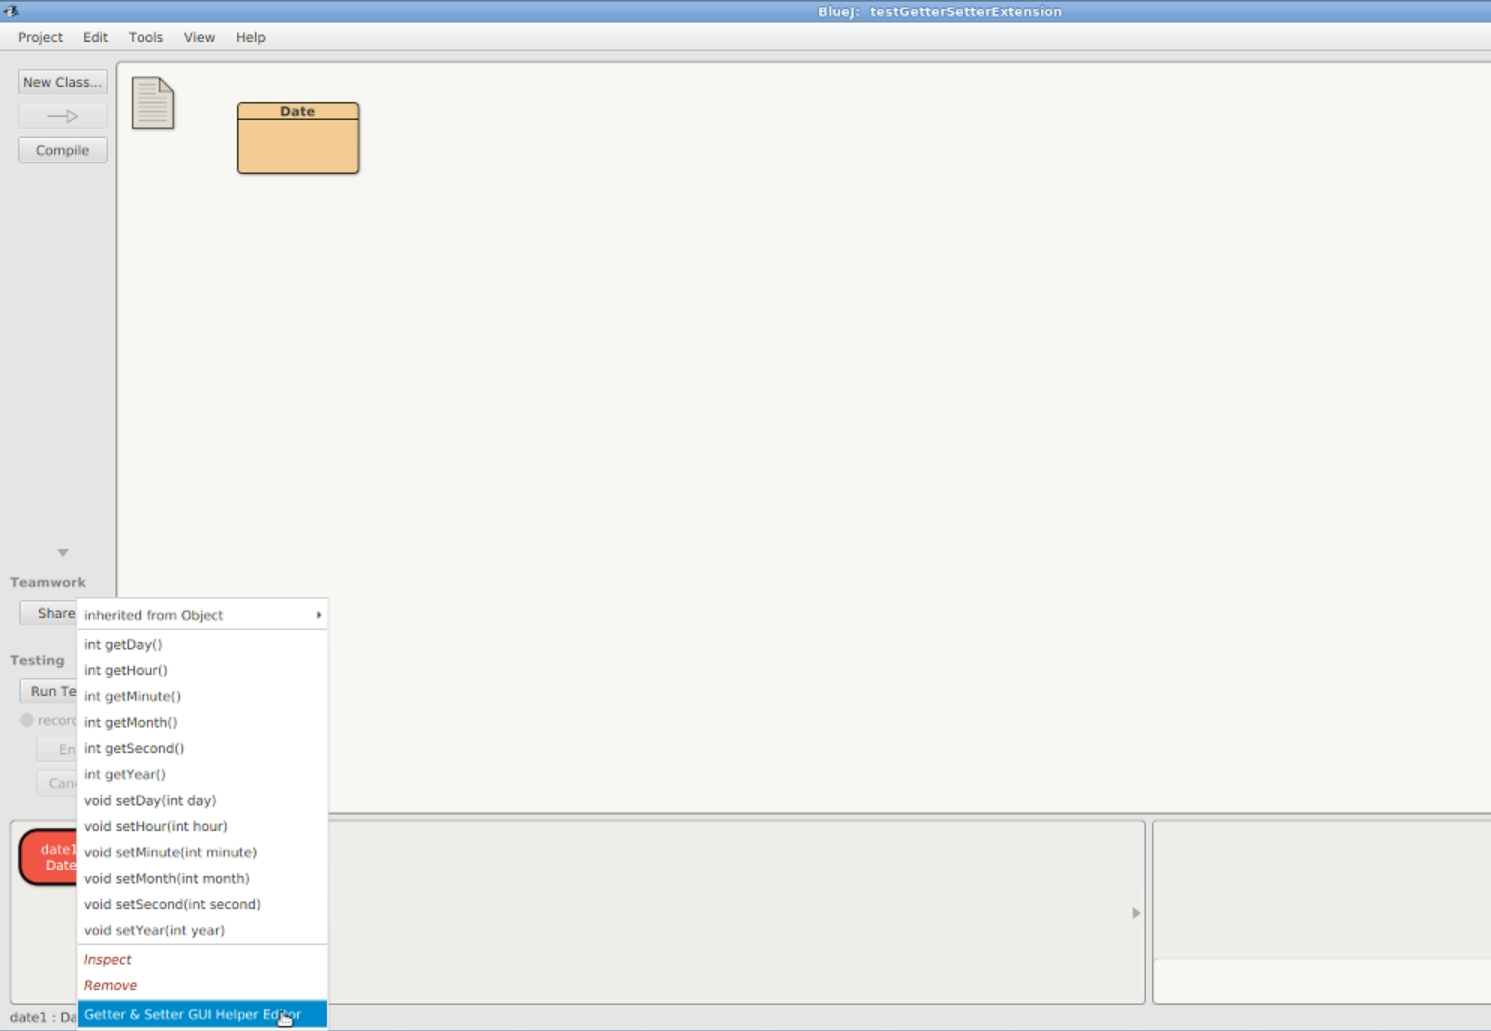 BlueJ: testGetterSetterExtension
Project Edit Tools View Help
New Class...
Date
Compile
Teamwork
Share
inherited from Object
int getDay()
int getHour()
Testing
int getMinute()
Run Te
int getMonth()
recor
int getSecond()
En
int getYear()
Can
void setDay(int day)
void setHour(int hour)
void setMinute(int minute)
void setMonth(int month)
void setSecond(int second)
void setYear(int year)
date1
Date
Inspect
Remove
Getter & Setter GUI Helper Editor
date1 : Da